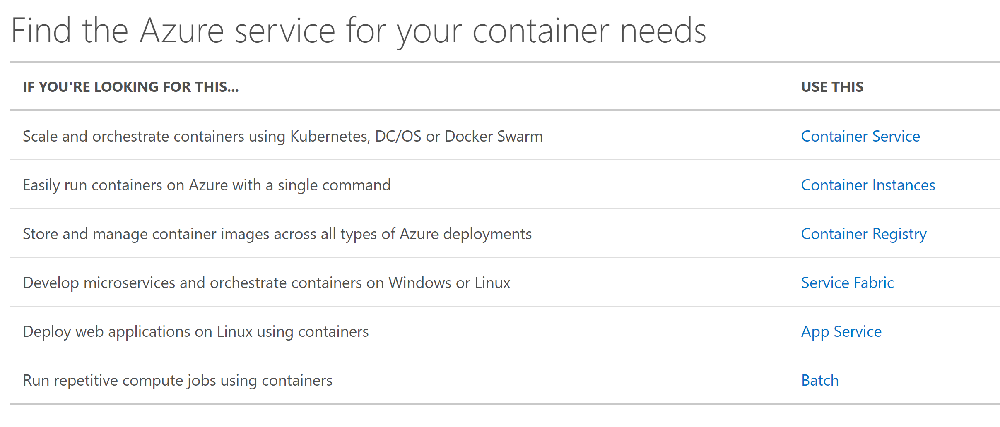 Find the Azure service for your container needs
IF YOU'RE LOOKING FOR THIS... USE THIS
Scale and orchestrate containers using Kubernetes, DC/OS or Docker Swarm Container Service
Easily run containers on Azure with a single command Container Instances
Store and manage container images across all types of Azure deployments Container Registry
Develop microservices and orchestrate containers on Windows or Linux Service Fabric
Deploy web applications on Linux using containers App Service
Run repetitive compute jobs using containers Batch